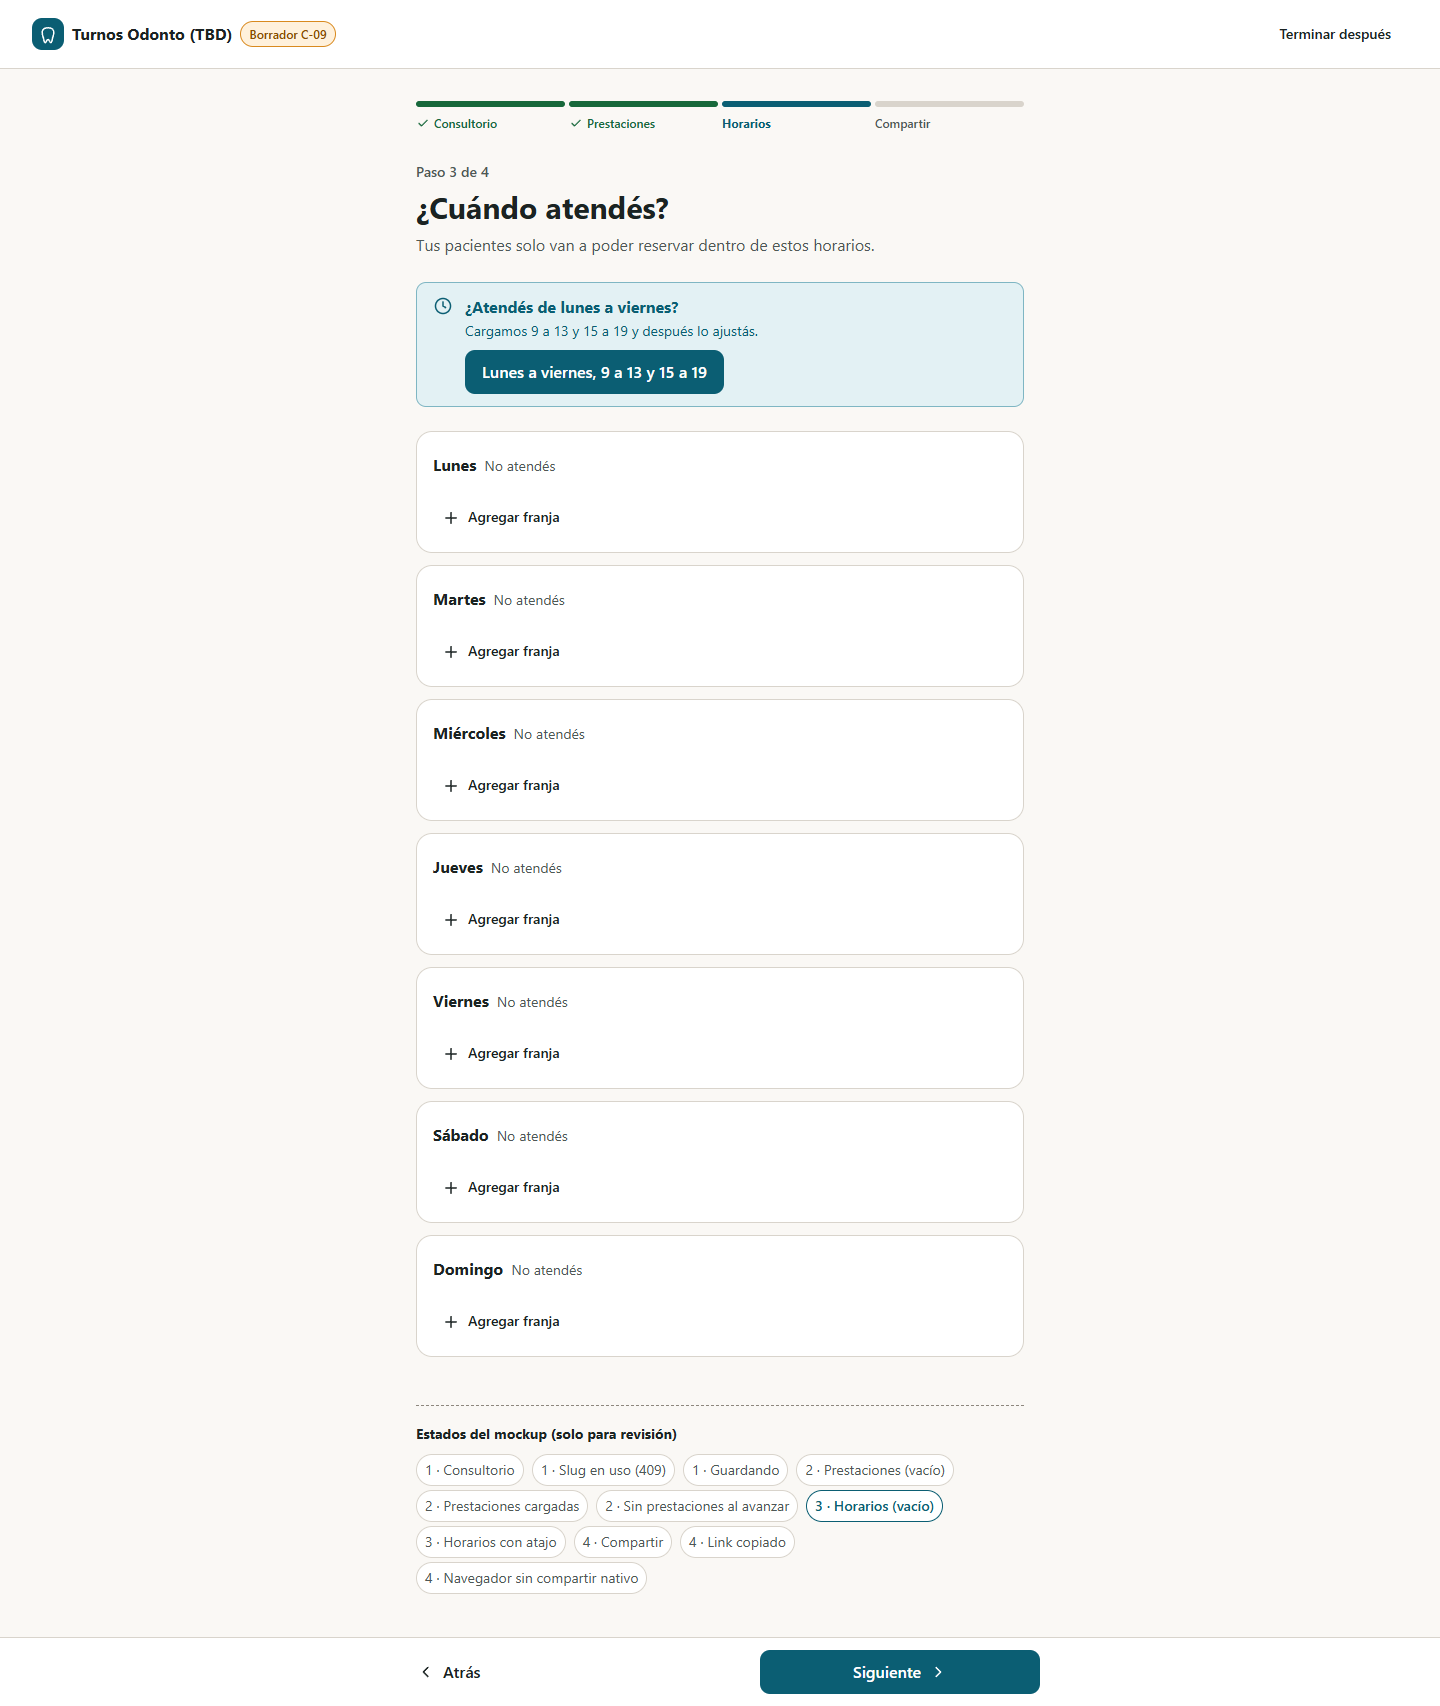 Turnos Odonto (TBD) Borrador C-09 Terminar después
Consultorio Prestaciones Horarios Compartir
Paso 3 de 4
¿Cuándo atendés?
Tus pacientes solo van a poder reservar dentro de estos horarios.
¿Atendés de lunes a viernes?
Cargamos 9 a 13 y 15 a 19 y después lo ajustás.
Lunes a viernes, 9 a 13 y 15 a 19
Lunes No atendés
Agregar franja
Martes No atendés
Agregar franja
Miércoles No atendés
Agregar franja
Jueves No atendés
Agregar franja
Viernes No atendés
Agregar franja
Sábado No atendés
Agregar franja
Domingo No atendés
Agregar franja
Estados del mockup (solo para revisión)
1 · Consultorio 1 · Slug en uso (409) 1 · Guardando 2 · Prestaciones (vacío)
2 · Prestaciones cargadas 2 · Sin prestaciones al avanzar 3 · Horarios (vacío)
3 · Horarios con atajo 4 · Compartir 4 · Link copiado
4 · Navegador sin compartir nativo
Atrás Siguiente